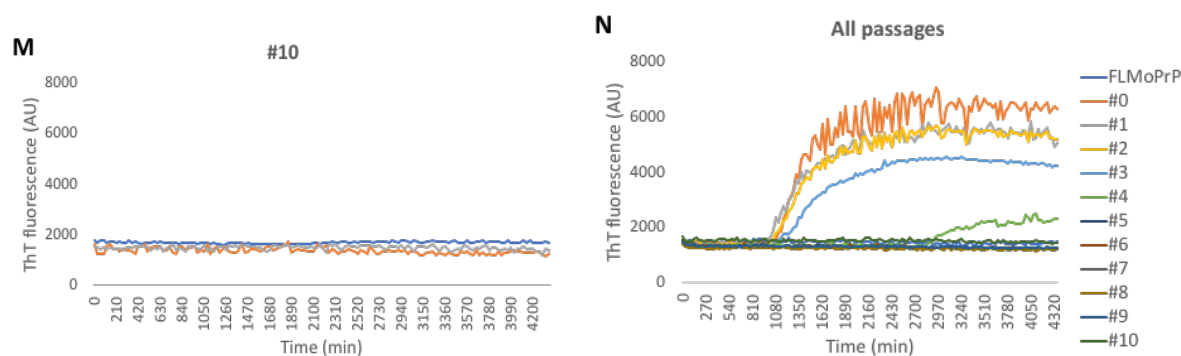 M
#10
Th T fluorescence (AU)
8000
6000
4000
2000
0
0 210 420 630 840 1050 1260 1470 1680 1890 2100 2310 2520 2730 2940 3150 3360 3570 3780 3990 4200
Time (min)
N
All passages
Th T fluorescence (AU)
8000
6000
4000
2000
0
0 270 540 810 1080 1350 1620 1890 2160 2430 2700 2970 3240 3510 3780 4050 4320
Time (min)
FLMoPrP
#0
#1
#2
#3
#4
#5
#6
#7
#8
#9
#10